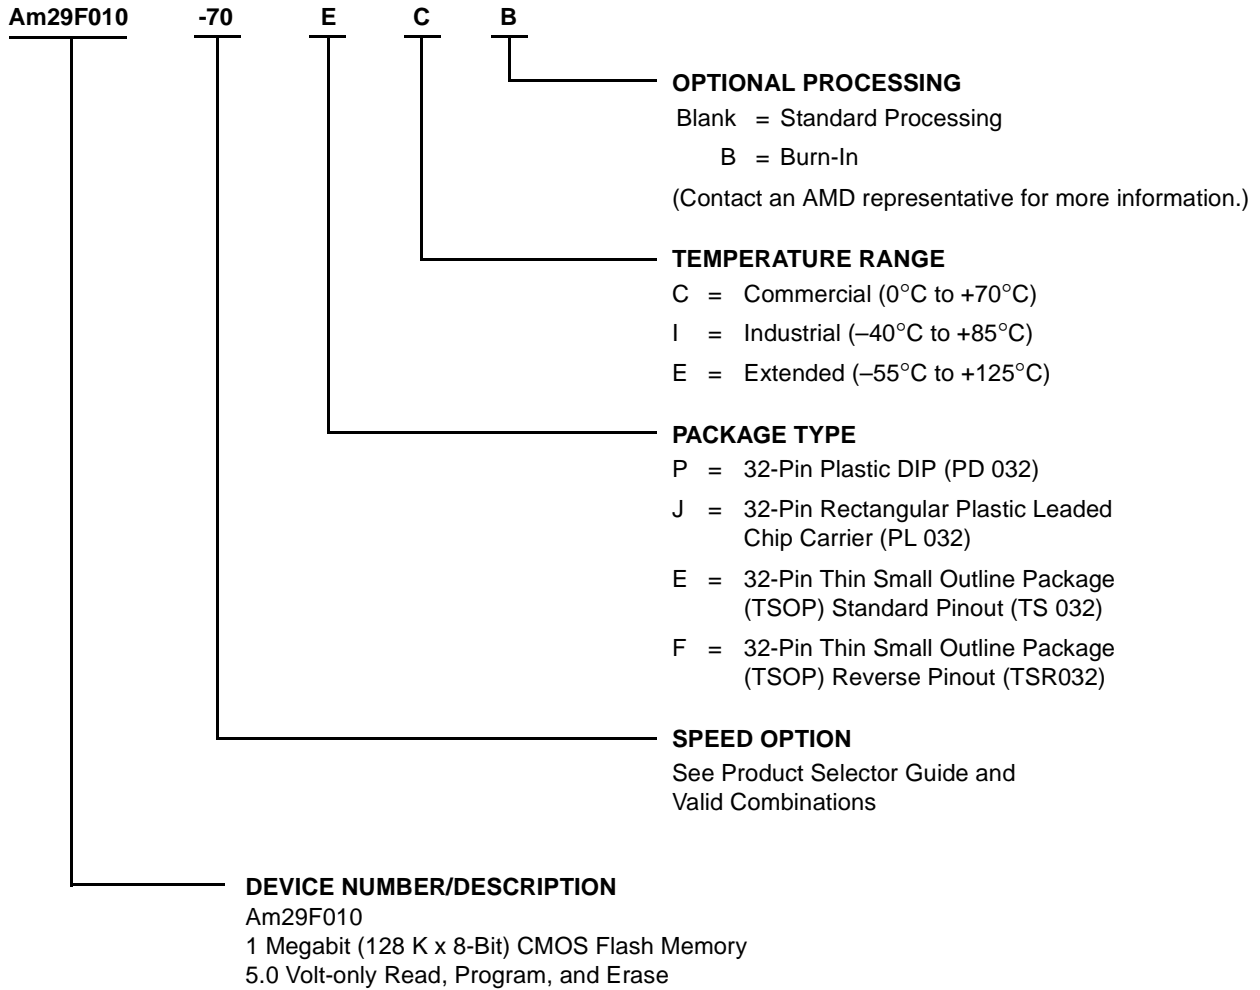 Am29F010 -70 E C B
OPTIONAL PROCESSING
Blank = Standard Processing
B = Burn-In
(Contact an AMD representative for more information.)
TEMPERATURE RANGE
C = Commercial (0°C to +70°C)
I = Industrial (–40°C to +85°C)
E = Extended (–55°C to +125°C)
PACKAGE TYPE
P = 32-Pin Plastic DIP (PD 032)
J = 32-Pin Rectangular Plastic Leaded
Chip Carrier (PL 032)
E = 32-Pin Thin Small Outline Package
(TSOP) Standard Pinout (TS 032)
F = 32-Pin Thin Small Outline Package
(TSOP) Reverse Pinout (TSR032)
SPEED OPTION
See Product Selector Guide and
Valid Combinations
DEVICE NUMBER/DESCRIPTION
Am29F010
1 Megabit (128 K x 8-Bit) CMOS Flash Memory
5.0 Volt-only Read, Program, and Erase